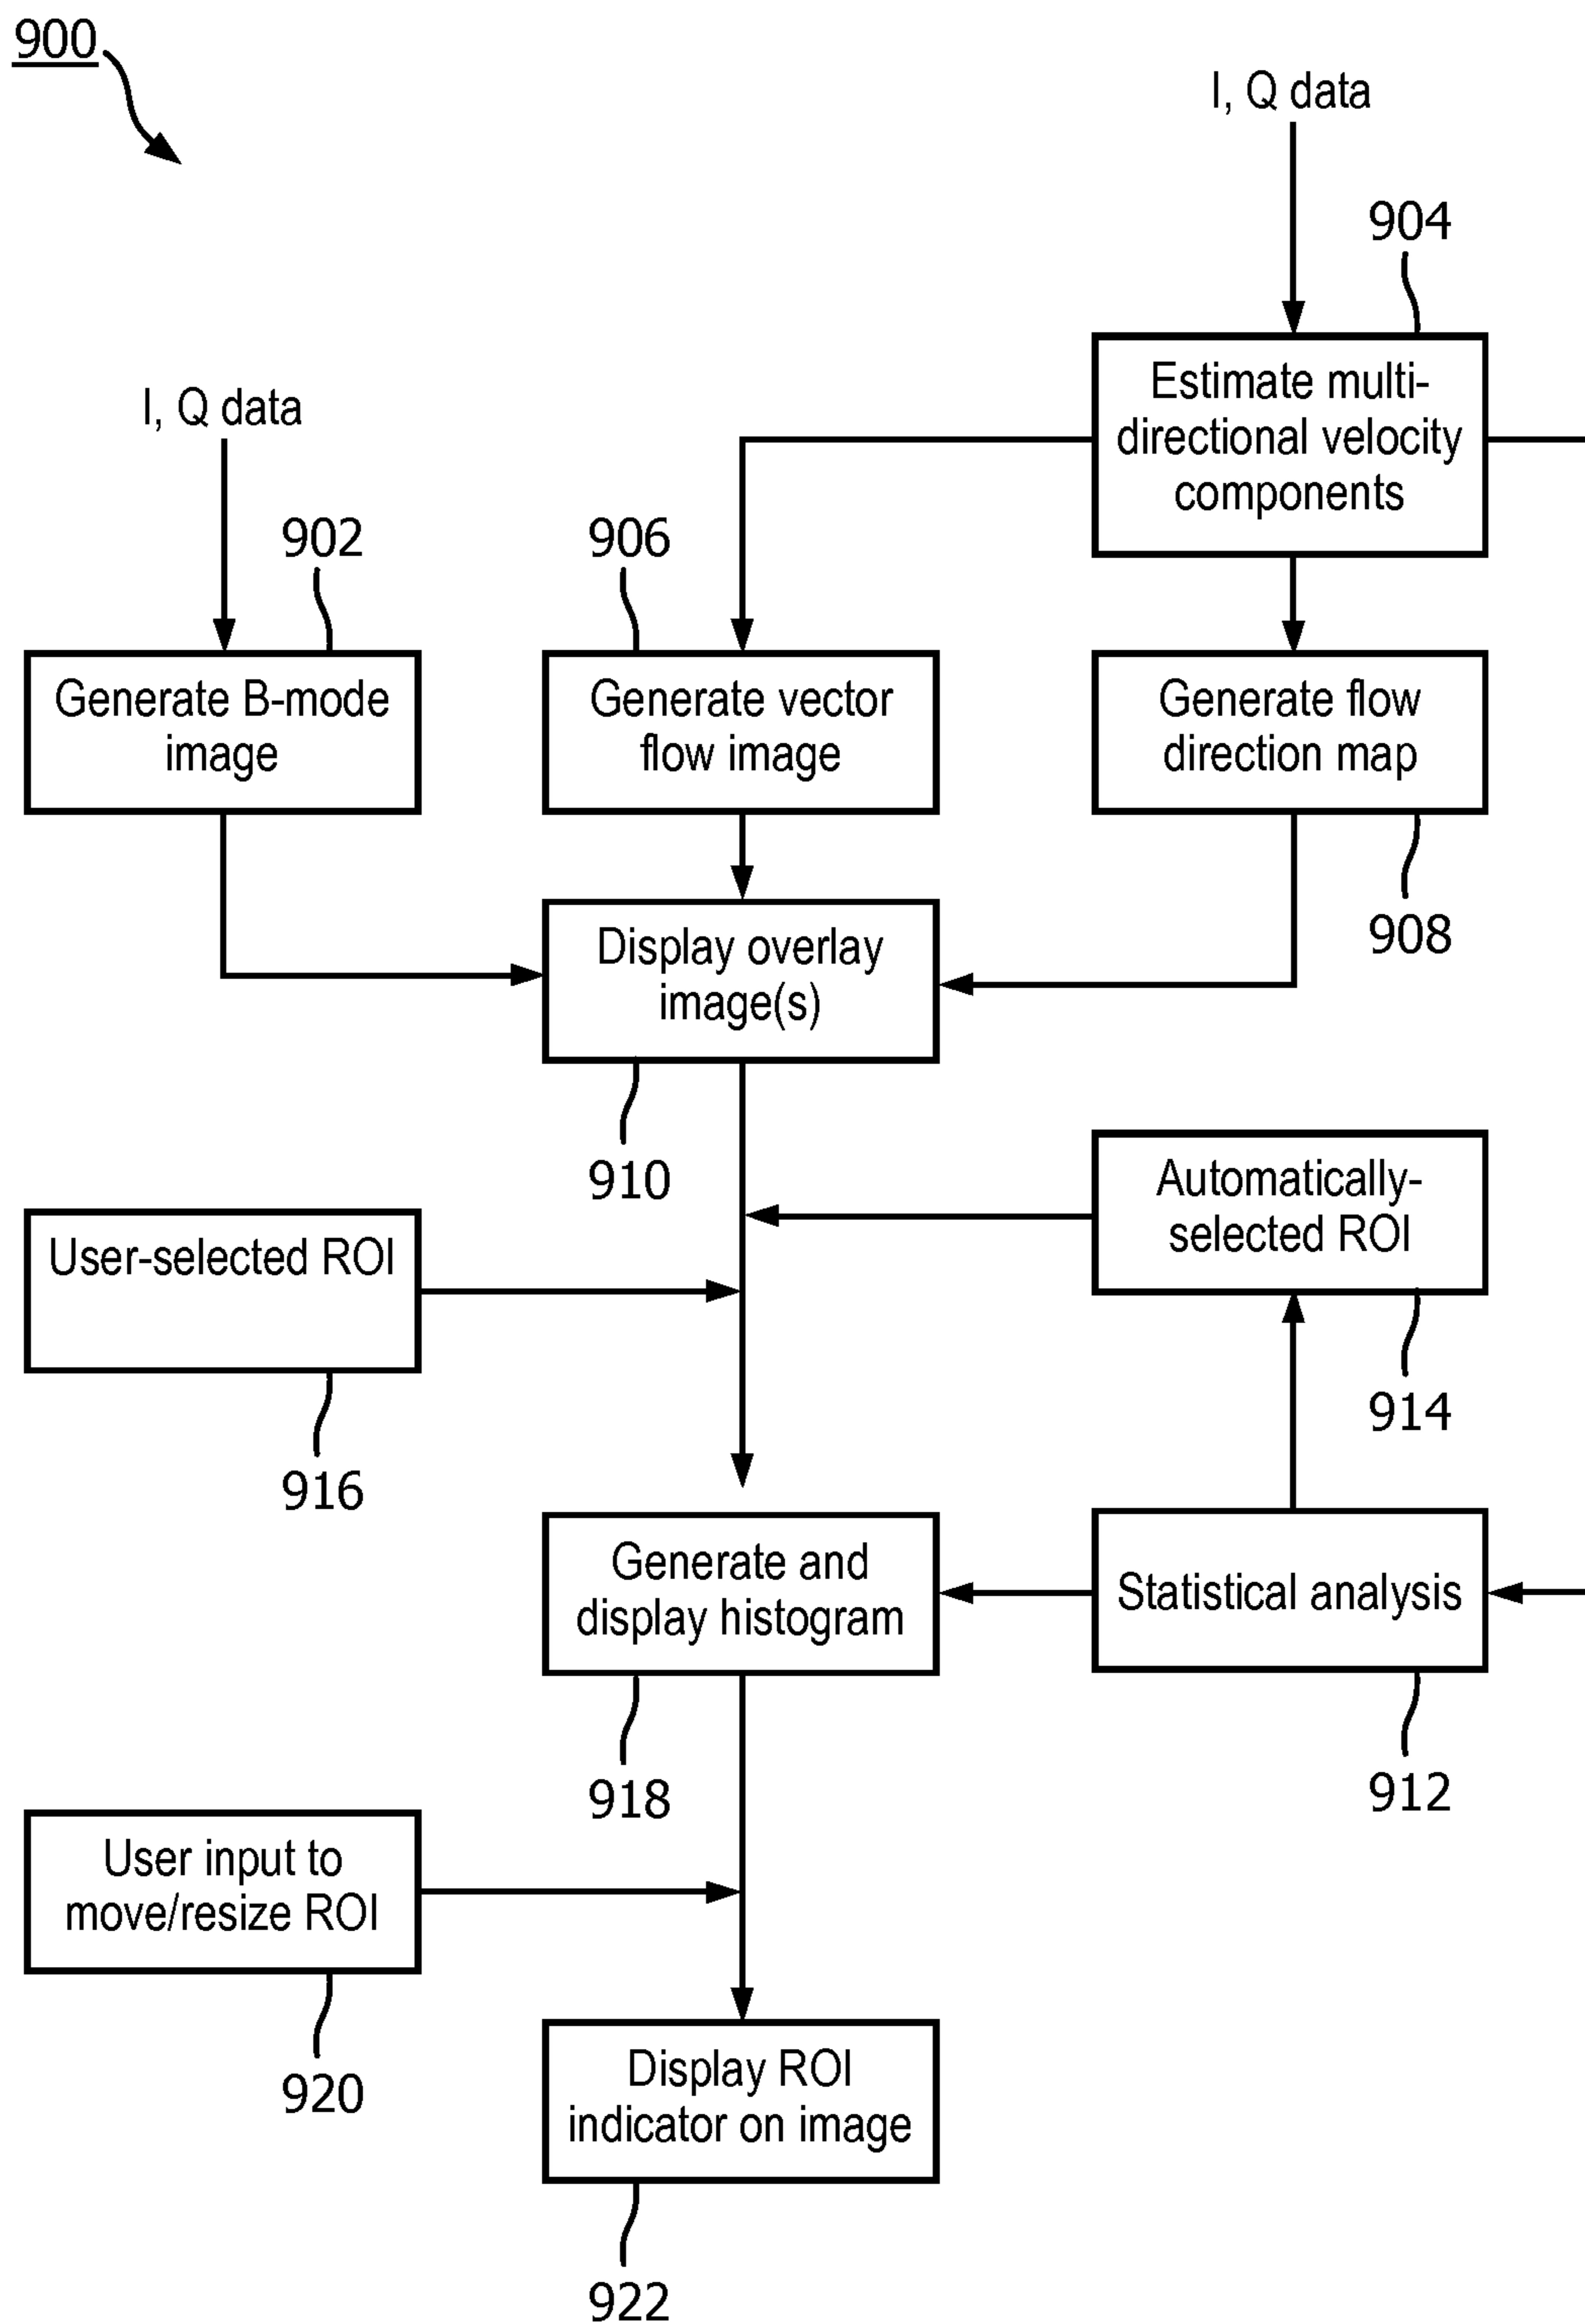 900
I, Q data
904
Estimate multi-
directional velocity
components
I, Q data
902
906
Generate B-mode
image
Generate vector
flow image
Generate flow
direction map
908
Display overlay
image(s)
910
Automatically-
selected ROI
914
User-selected ROI
916
Generate and
display histogram
918
Statistical analysis
912
User input to
move/resize ROI
920
Display ROI
indicator on image
922